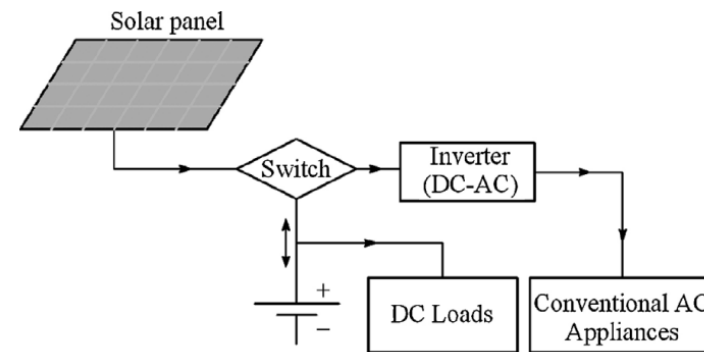 Solar panel
Switch
Inverter
(DC-AC)
+
−
DC Loads
Conventional AC
Appliances